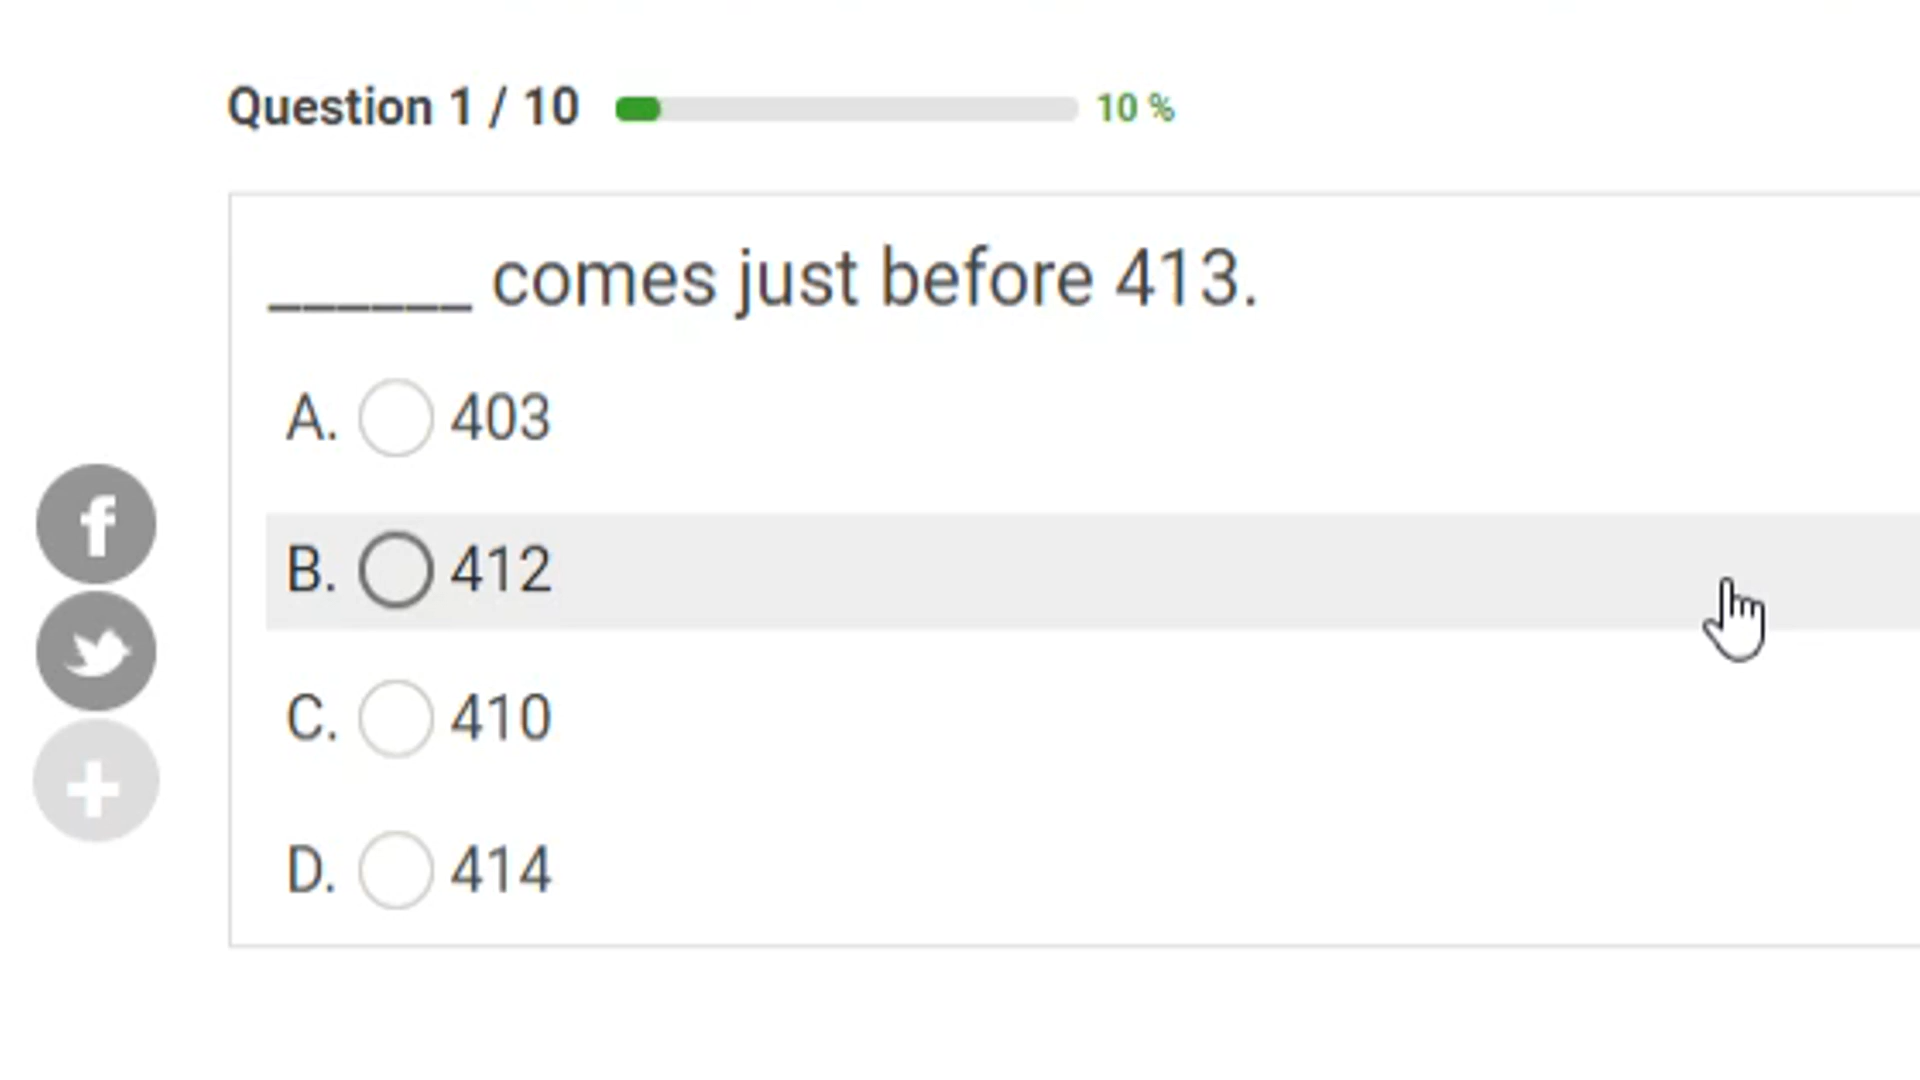 Question 1 / 10 10 %
______ comes just before 413.
A. 403
B. 412
C. 410
D. 414